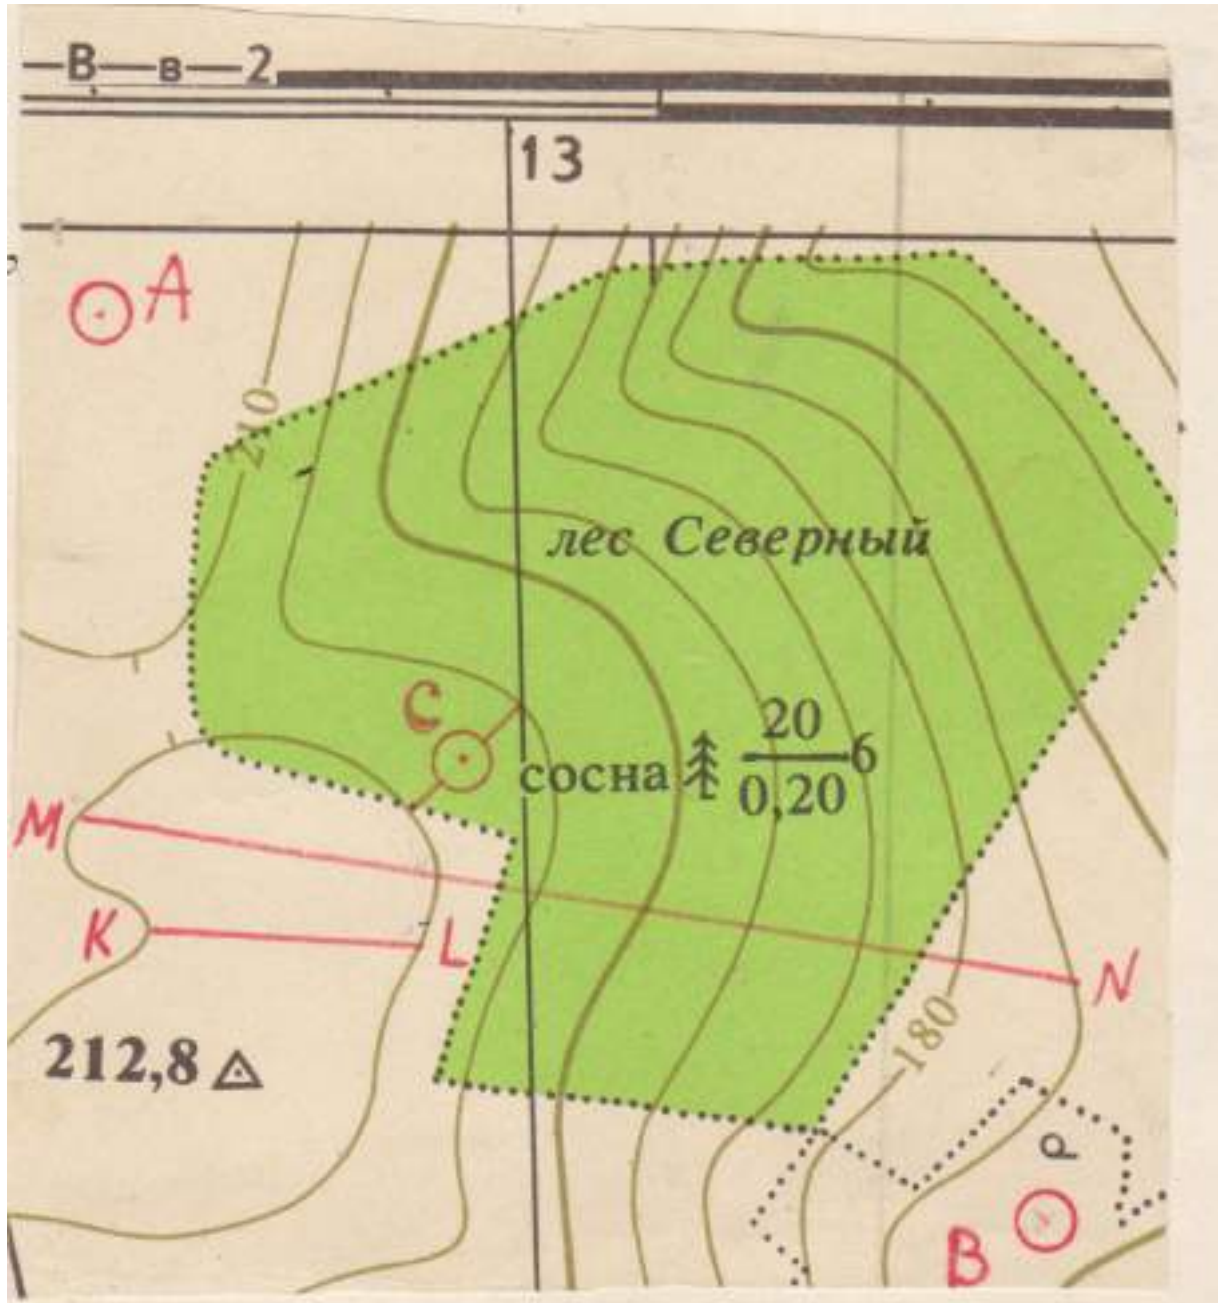 В—в—2
13
А
210
лес Северный
С
сосна 20 6
0,20
М
К L
N
212,8
180
р
В